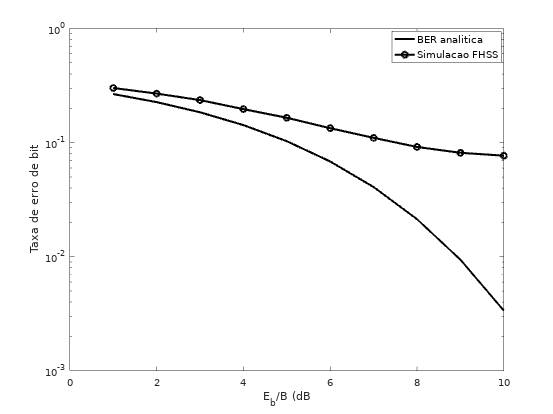 10^0
BER analitica
Simulacao FHSS
10^-1
Taxa de erro de bit
10^-2
10^-3
0 2 4 6 8 10
E_b/B (dB